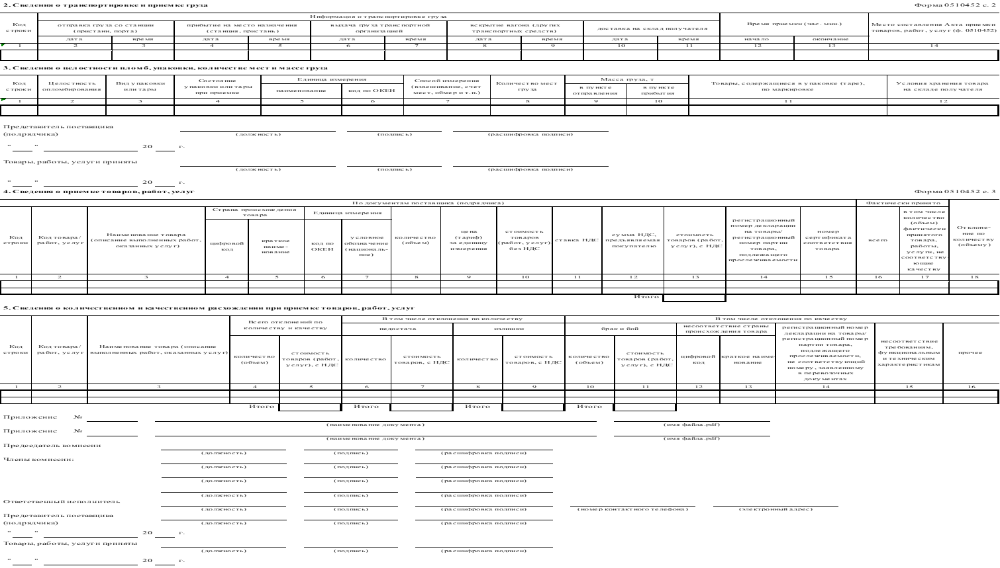 2. Сведения о транспортировке и приемке груза
Форма 0510452 с. 2
Код строки
Информация о транспортировке груза
Время приемки (час. мин.)
Место составления Акта приемки товаров, работ, услуг (ф. 0510452)
отправка груза со станции (пристани, порта)
прибытие на место назначения (станция, пристань)
выдача груза транспортной организацией
вскрытие вагона (других транспортных средств)
доставка на склад получателя
дата время дата время дата время дата время дата время начало окончание
1 2 3 4 5 6 7 8 9 10 11 12 13 14
3. Сведения о целостности пломб, упаковки, количестве мест и массе груза
Код строки
Целостность опломбирования
Вид упаковки или тары
Состояние упаковки или тары при приемке
Единица измерения
наименование
код по ОКЕИ
Способ измерения (взвешивание, счет мест, обмер и т.п.)
Количество мест груза
Масса груза, т
в пункте отправления
в пункте прибытия
Товары, содержащиеся в упаковке (таре), по маркировке
Условия хранения товара на складе получателя
1 2 3 4 5 6 7 8 9 10 11 12
Представитель поставщика
(подрядчика)
(должность) (подпись) (расшифровка подписи)
" " 20 г.
Товары, работы, услуги приняты
(должность) (подпись) (расшифровка подписи)
" " 20 г.
4. Сведения о приемке товаров, работ, услуг
Форма 0510452 с. 3
Код строки
По документам поставщика (подрядчика)
Фактически принято
Отклоне-
ние по
количеству
(объему)
Код товара/ работ, услуг
Наименование товара (описание выполненных работ, оказанных услуг)
Страна происхождения товара
цифровой код
краткое
наиме-
нование
Единица измерения
код по ОКЕИ
условное
обозначение
(националь-
ное)
количество (объем)
цена (тариф) за единицу измерения
стоимость товаров (работ, услуг) без НДС
ставка НДС
сумма НДС, предъявляемая покупателю
стоимость товаров (работ, услуг), с НДС
регистрационный номер декларации на товары/ регистрационный номер партии товара, подлежащего прослеживаемости
номер сертификата соответствия товара
всего
в том числе
количество
(объем)
фактически
принятого
товара,
работы,
услуги, не
соответству
ющие
качеству
1 2 3 4 5 6 7 8 9 10 11 12 13 14 15 16 17 18
Итого
5. Сведения о количественном и качественном расхождении при приемке товаров, работ, услуг
Код строки
Код товара/ работ, услуг
Наименование товара (описание выполненных работ, оказанных услуг)
Всего отклонений по количеству и качеству
количество (объем)
стоимость товаров (работ, услуг), с НДС
В том числе отклонения по количеству
недостача
количество
стоимость товаров, с НДС
излишки
количество
стоимость товаров, с НДС
В том числе отклонения по качеству
брак и бой
количество (объем)
стоимость товаров (работ, услуг), с НДС
несоответствие страны происхождения товара
цифровой код
краткое наиме
нование
регистрационный номер декларации на товары/ регистрационный номер партии товара, подлежащего прослеживаемости, не соответствующий номеру, заявленному в перевозочных документах
несоответствие требованиям, функциональным и техническим характеристикам
прочее
1 2 3 4 5 6 7 8 9 10 11 12 13 14 15 16
Итого Итого Итого Итого
Приложение №
(наименование документа) (имя файла.pdf)
Приложение №
(наименование документа) (имя файла.pdf)
Председатель комиссии
(должность) (подпись) (расшифровка подписи)
Члены комиссии:
(должность) (подпись) (расшифровка подписи)
(должность) (подпись) (расшифровка подписи)
(должность) (подпись) (расшифровка подписи)
Ответственный исполнитель
(должность) (подпись) (расшифровка подписи) (номер контактного телефона) (электронный адрес)
Представитель поставщика
(подрядчика)
(должность) (подпись) (расшифровка подписи)
" " 20 г.
Товары, работы, услуги приняты
(должность) (подпись) (расшифровка подписи)
" " 20 г.